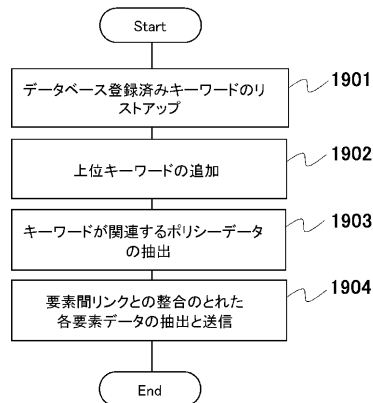 Start
データベース登録済みキーワードのリ
ストアップ
1901
上位キーワードの追加
1902
キーワードが関連するポリシーデータ
の抽出
1903
要素間リンクとの整合のとれた
各要素データの抽出と送信
1904
End